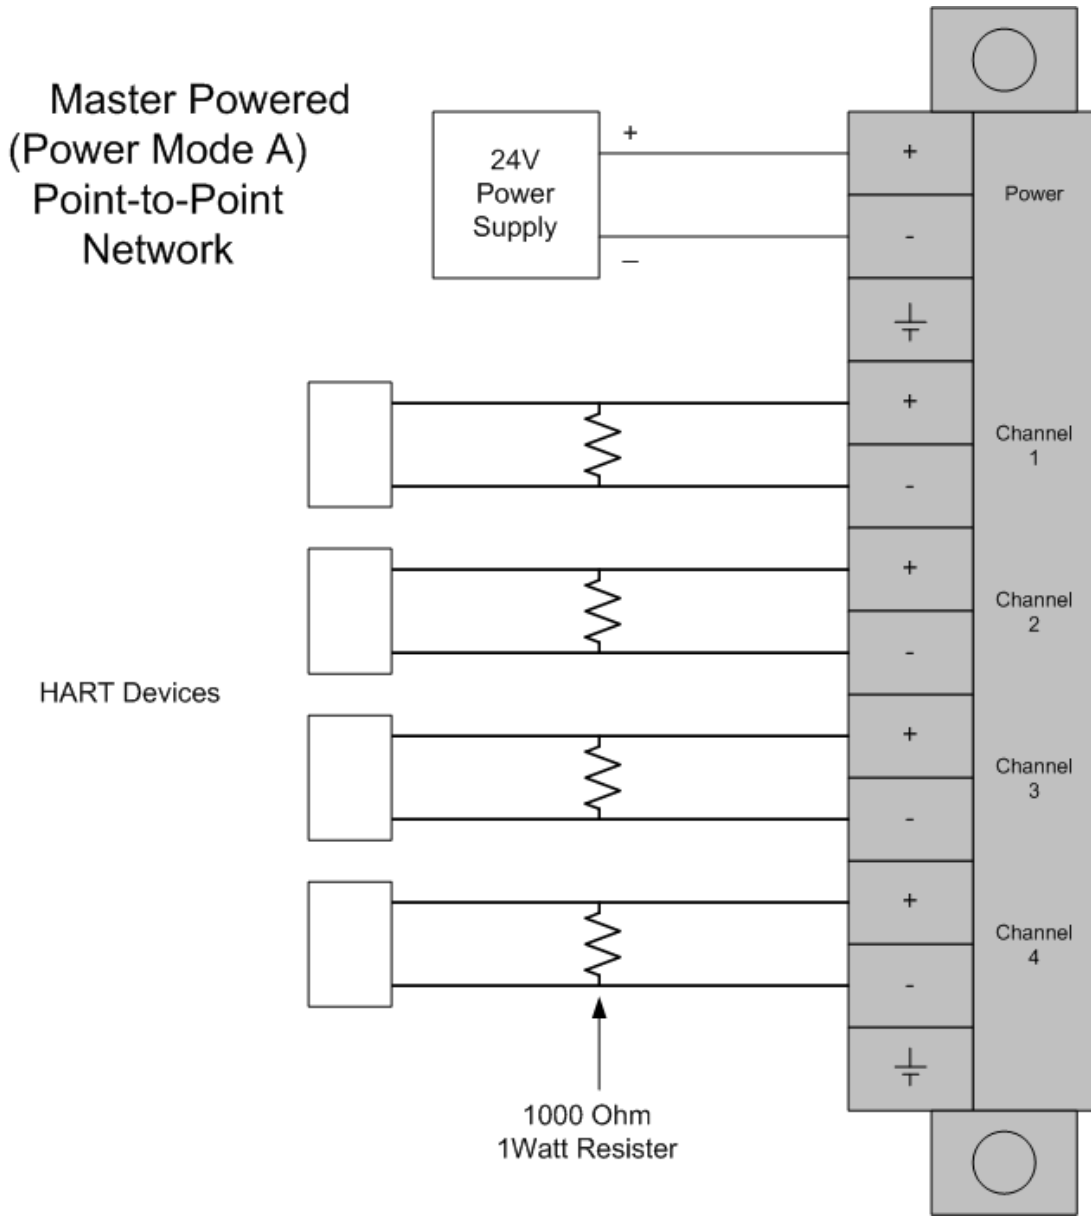 Master Powered
(Power Mode A)
Point-to-Point
Network
24V
Power
Supply
+
–
+
-
Power
+
-
Channel
1
+
-
Channel
2
HART Devices
+
-
Channel
3
+
-
Channel
4
1000 Ohm
1Watt Resister